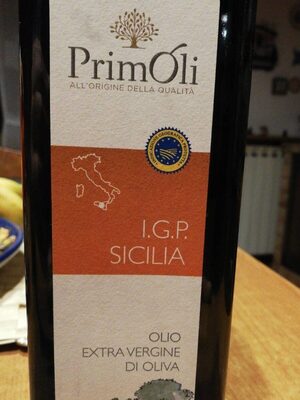 PrimOli
ALL'ORIGINE DELLA QUALITÀ
I.G.P.
SICILIA
OLIO
EXTRA VERGINE
DI OLIVA